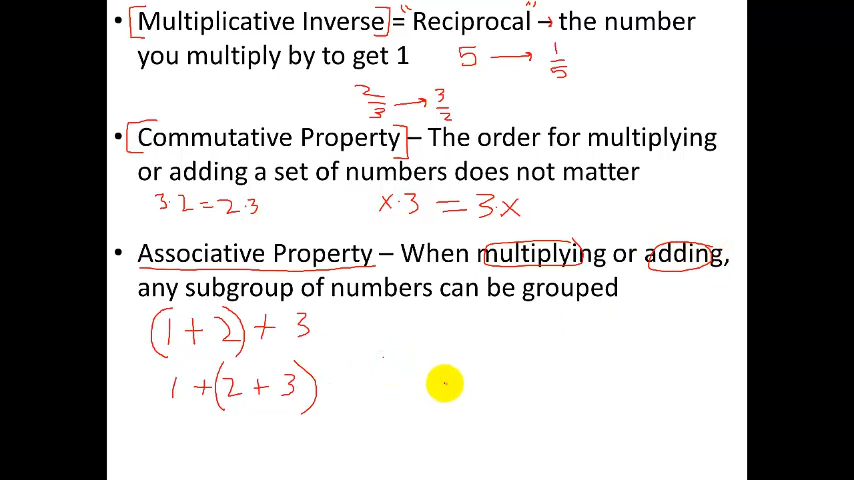 • [Multiplicative Inverse] = "Reciprocal" → the number
you multiply by to get 1 5 → 1/5
2/3 → 3/2
• [Commutative Property] – The order for multiplying
or adding a set of numbers does not matter
3·2=2·3 x·3 = 3·x
• Associative Property – When multiplying or adding,
any subgroup of numbers can be grouped
(1+2)+3
1+(2+3)